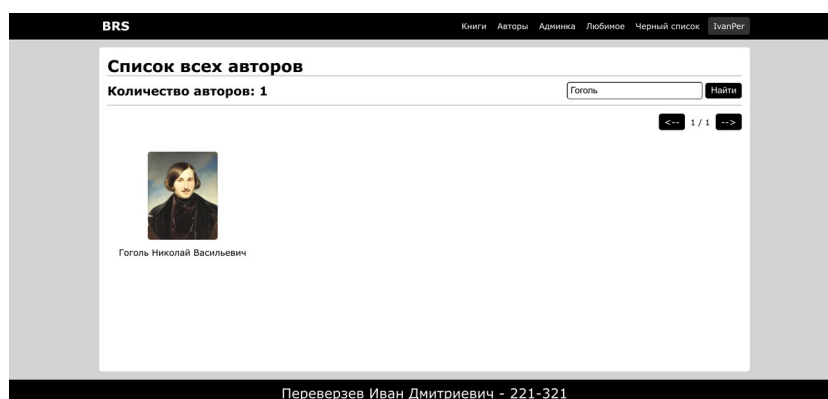 BRS Книги Авторы Админка Любимое Черный список IvanPer
Список всех авторов
Количество авторов: 1 Гоголь Найти
<-- 1 / 1 -->
Гоголь Николай Васильевич
Переверзев Иван Дмитриевич - 221-321